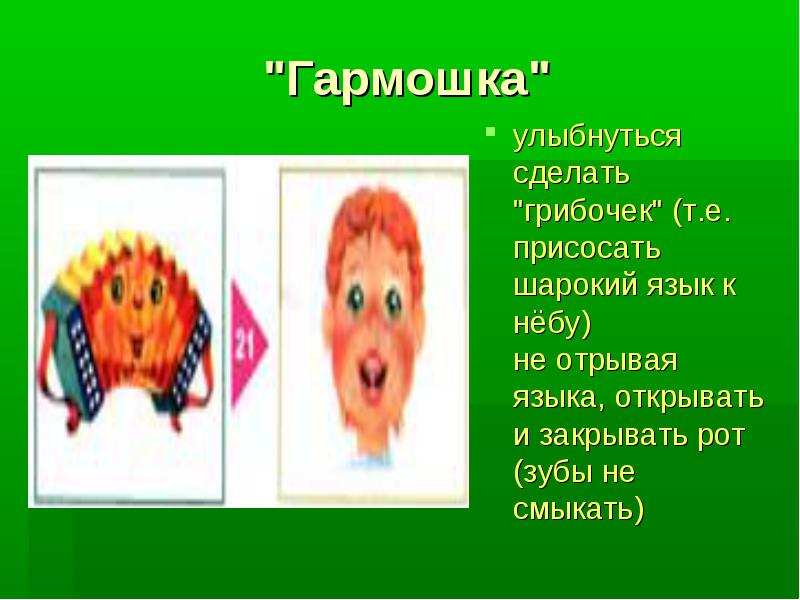 "Гармошка"
улыбнуться
сделать
"грибочек" (т.е.
присосать
шарокий язык к
нёбу)
не отрывая
языка, открывать
и закрывать рот
(зубы не
смыкать)
21